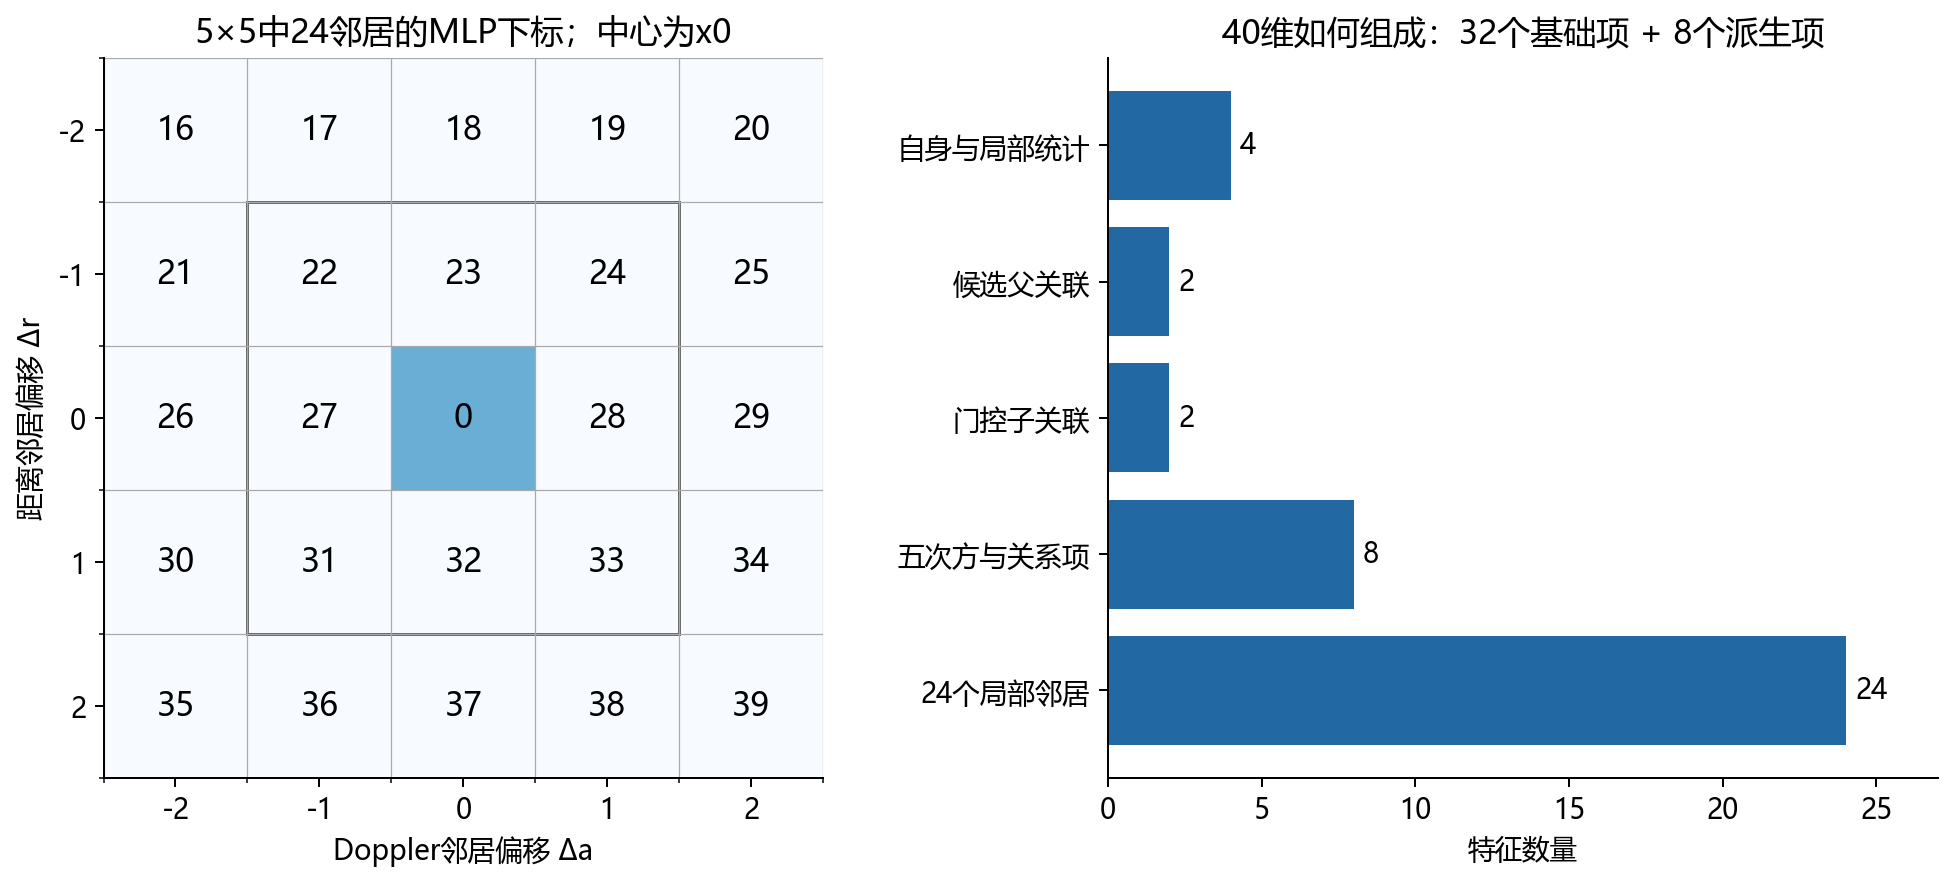 5×5中24邻居的MLP下标；中心为x0
-2
16 17 18 19 20
-1
21 22 23 24 25
0
26 27 0 28 29
1
30 31 32 33 34
2
35 36 37 38 39
-2 -1 0 1 2
距离邻居偏移 Δr
Doppler邻居偏移 Δa
40维如何组成：32个基础项 + 8个派生项
自身与局部统计 4
候选父关联 2
门控子关联 2
五次方与关系项 8
24个局部邻居 24
0 5 10 15 20 25
特征数量